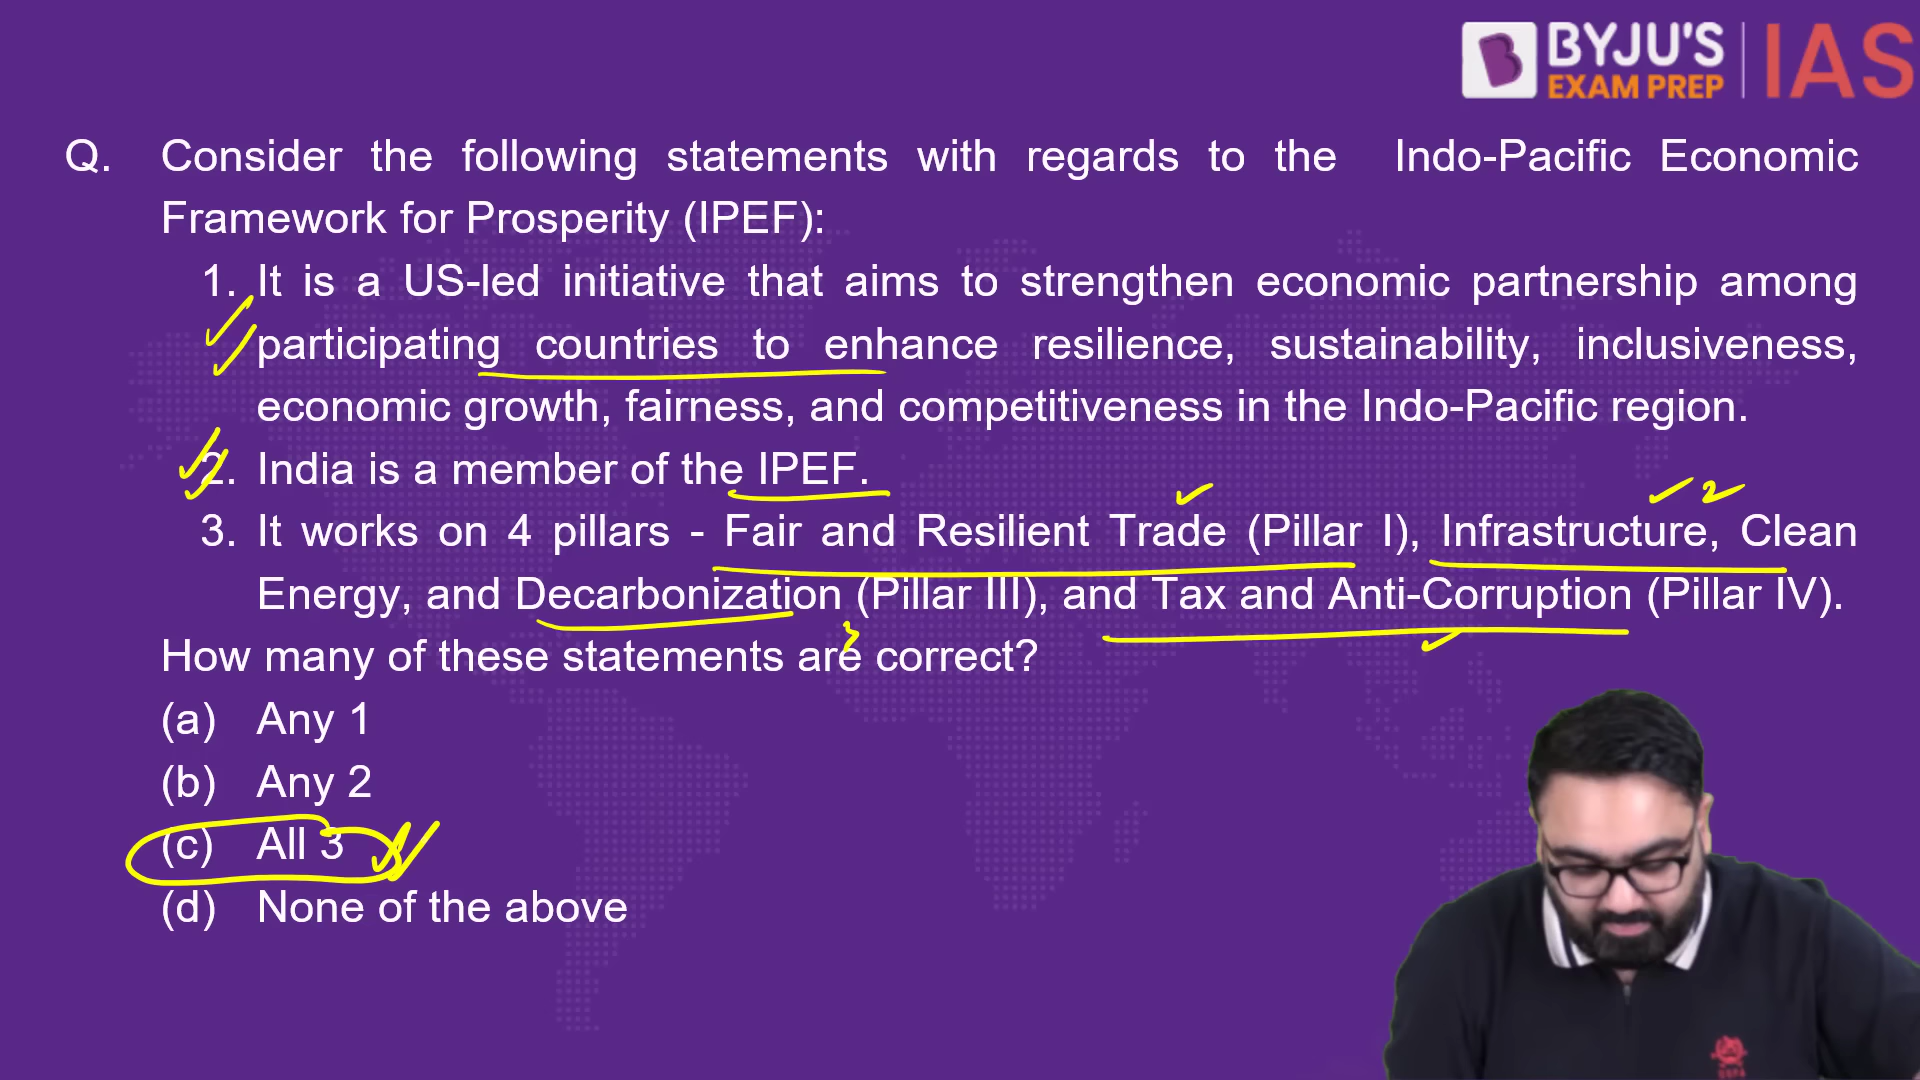 BYJU'S
EXAM PREP
IAS
Q. Consider the following statements with regards to the Indo-Pacific Economic
Framework for Prosperity (IPEF):
1. It is a US-led initiative that aims to strengthen economic partnership among
participating countries to enhance resilience, sustainability, inclusiveness,
economic growth, fairness, and competitiveness in the Indo-Pacific region.
2. India is a member of the IPEF.
2
3. It works on 4 pillars - Fair and Resilient Trade (Pillar I), Infrastructure, Clean
Energy, and Decarbonization (Pillar III), and Tax and Anti-Corruption (Pillar IV).
3
How many of these statements are correct?
(a) Any 1
(b) Any 2
(c) All 3
(d) None of the above